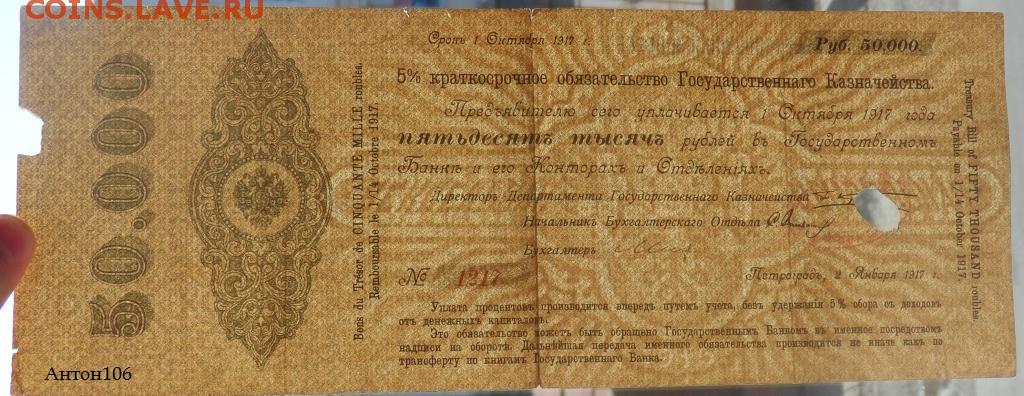 COINS.LAVE.RU
50.000
Bons du Trésor de CINQUANTE MILLE roubles.
Remboursable le 1/14 Octobre 1917.
Срокъ 1 Октября 1917 г.
Руб. 50.000.
5% краткосрочное обязательство Государственнаго Казначейства.
Предъявителю сего уплачивается 1 Октября 1917 года
пятьдесятъ тысячъ рублей въ Государственномъ
Банкѣ и его Конторахъ и Отдѣленіяхъ.
Директоръ Департамента Государственнаго Казначейства
Начальникъ Бухгалтерскаго Отдѣла
Бухгалтеръ
№ 1217
Петроградъ, 2 Января 1917 г.
Уплата процентовъ производится впередъ путемъ учета, безъ удержанія 5% сбора съ доходовъ
отъ денежныхъ капиталовъ.
Это обязательство можетъ быть обращено Государственнымъ Банкомъ въ именное посредствомъ
надписи на оборотѣ. Дальнѣйшая передача именного обязательства производится не иначе какъ по
трансферту по книгамъ Государственнаго Банка.
Treasury Bill of FIFTY THOUSAND roubles
Payable on 1/14 October 1917
Антон106